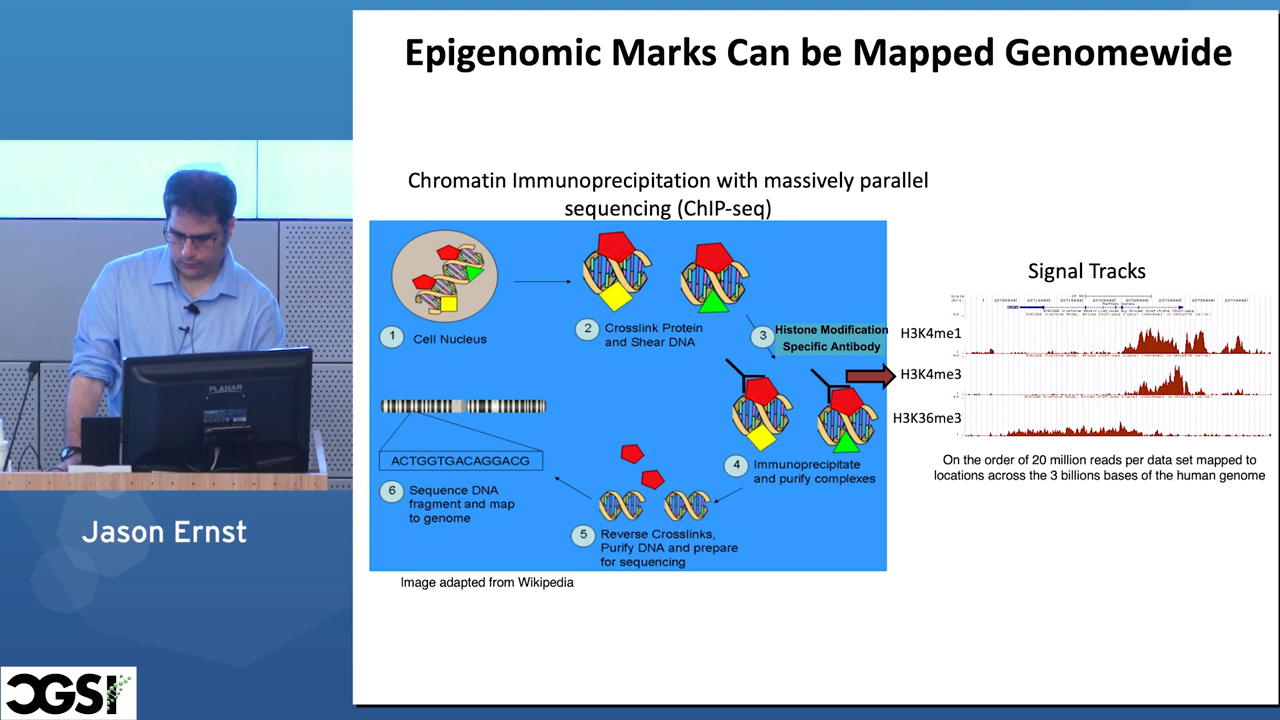 Epigenomic Marks Can be Mapped Genomewide
Chromatin Immunoprecipitation with massively parallel
sequencing (ChIP-seq)
1
Cell Nucleus
2
Crosslink Protein
and Shear DNA
3
Histone Modification
Specific Antibody
4
Immunoprecipitate
and purify complexes
5
Reverse Crosslinks,
Purify DNA and prepare
for sequencing
ACTGGTGACAGGACG
6
Sequence DNA
fragment and map
to genome
Image adapted from Wikipedia
Signal Tracks
H3K4me1
H3K4me3
H3K36me3
On the order of 20 million reads per data set mapped to
locations across the 3 billions bases of the human genome
PLANAR
Jason Ernst
CGSI